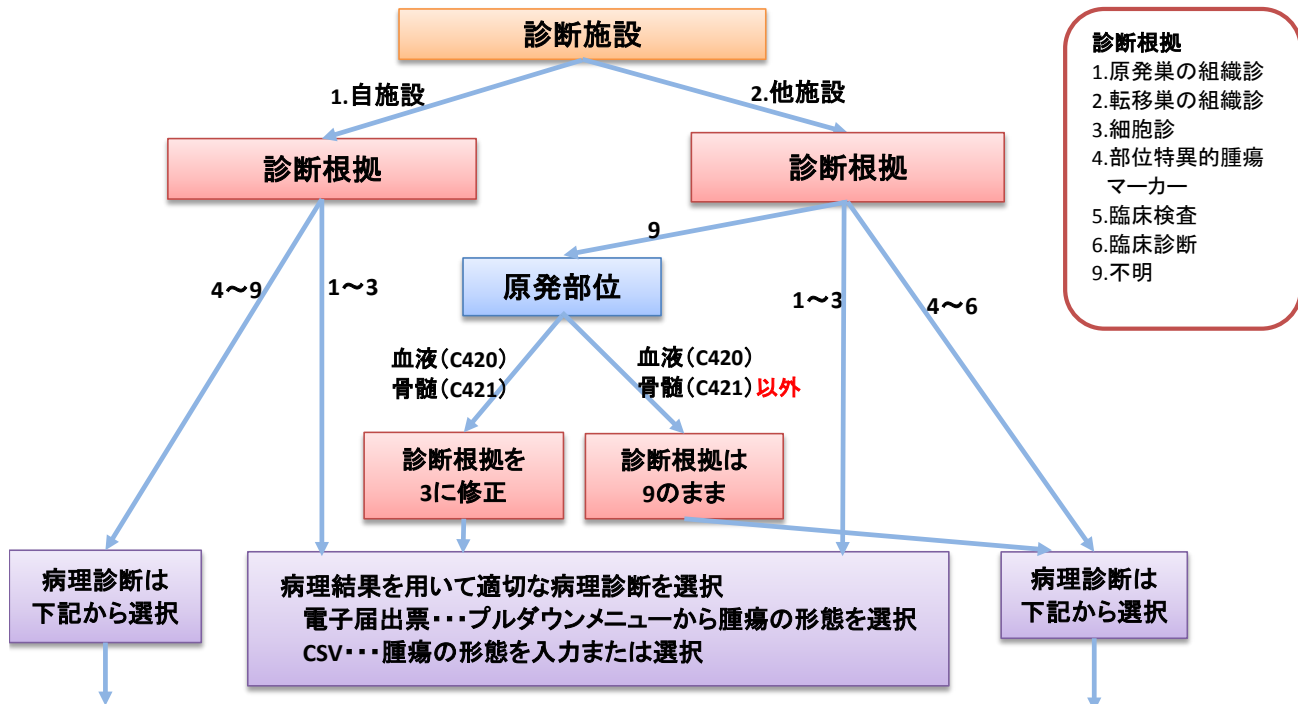 診断施設
1.自施設
2.他施設
診断根拠
1.原発巣の組織診
2.転移巣の組織診
3.細胞診
4.部位特異的腫瘍
マーカー
5.臨床検査
6.臨床診断
9.不明
診断根拠
診断根拠
9
4～9
1～3
原発部位
1～3
4～6
血液（C420）
骨髄（C421）
血液（C420）
骨髄（C421）以外
診断根拠を
3に修正
診断根拠は
9のまま
病理診断は
下記から選択
病理結果を用いて適切な病理診断を選択
電子届出票・・・プルダウンメニューから腫瘍の形態を選択
CSV・・・腫瘍の形態を入力または選択
病理診断は
下記から選択